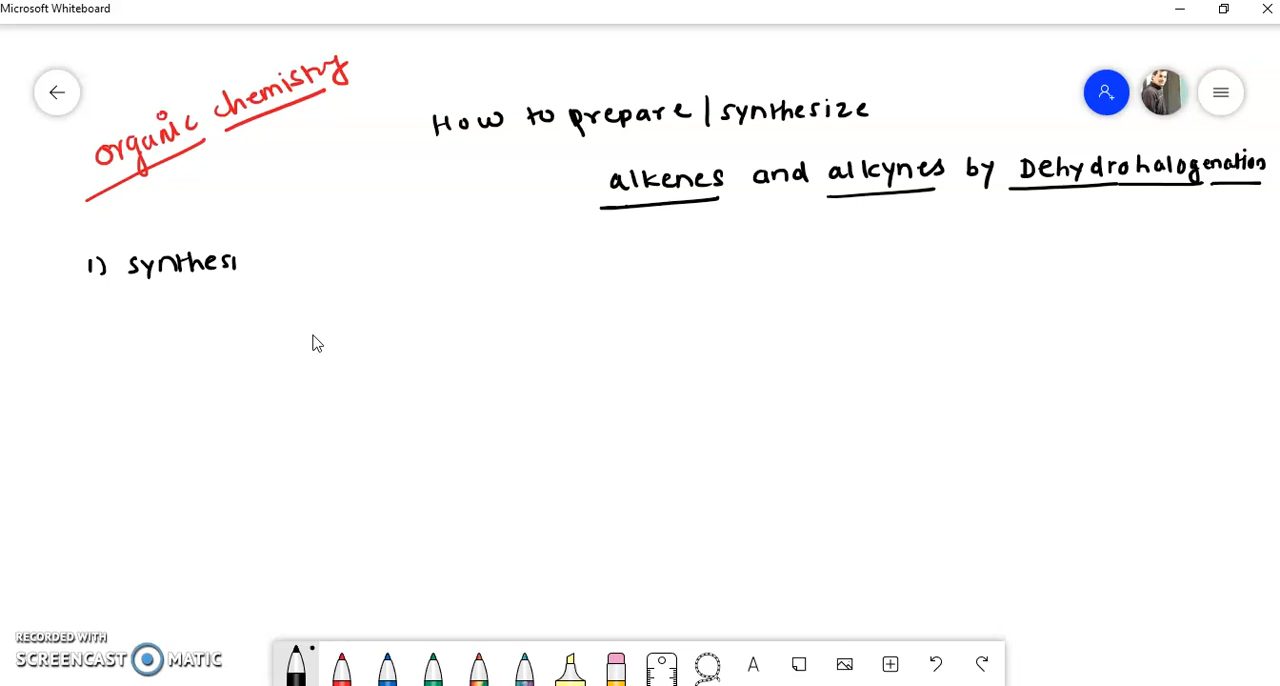 Microsoft Whiteboard
organic chemistry
How to prepare / synthesize
alkenes and alkynes by Dehydrohalogenation
1) synthesi
RECORDED WITH
SCREENCAST MATIC
A